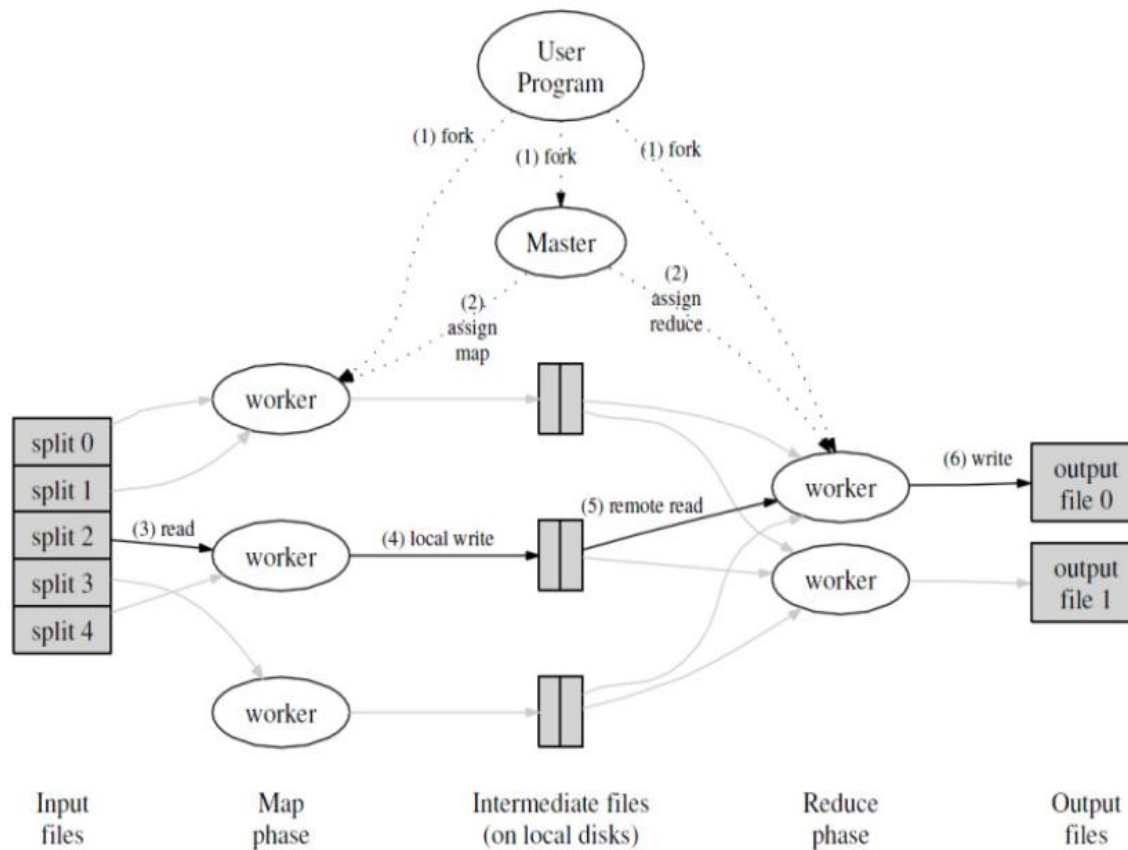 User
Program
(1) fork
(1) fork
(1) fork
Master
(2)
assign
map
(2)
assign
reduce
worker
split 0
split 1
split 2
split 3
split 4
(3) read
worker
(4) local write
(5) remote read
worker
(6) write
output
file 0
worker
output
file 1
worker
Input
files
Map
phase
Intermediate files
(on local disks)
Reduce
phase
Output
files